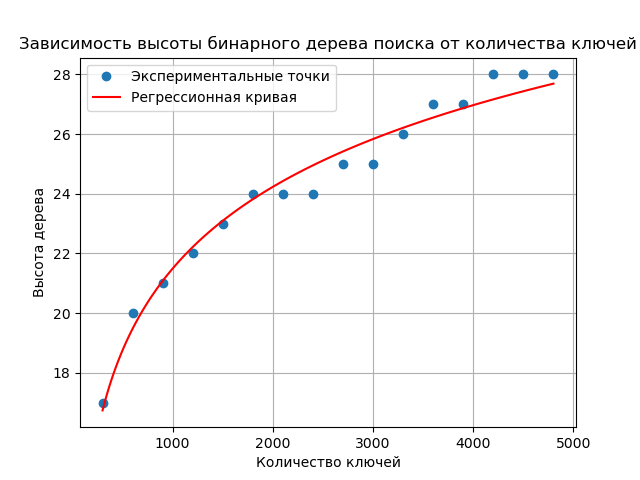 Зависимость высоты бинарного дерева поиска от количества ключей
Экспериментальные точки
Регрессионная кривая
28
26
24
22
20
18
Высота дерева
1000
2000
3000
4000
5000
Количество ключей